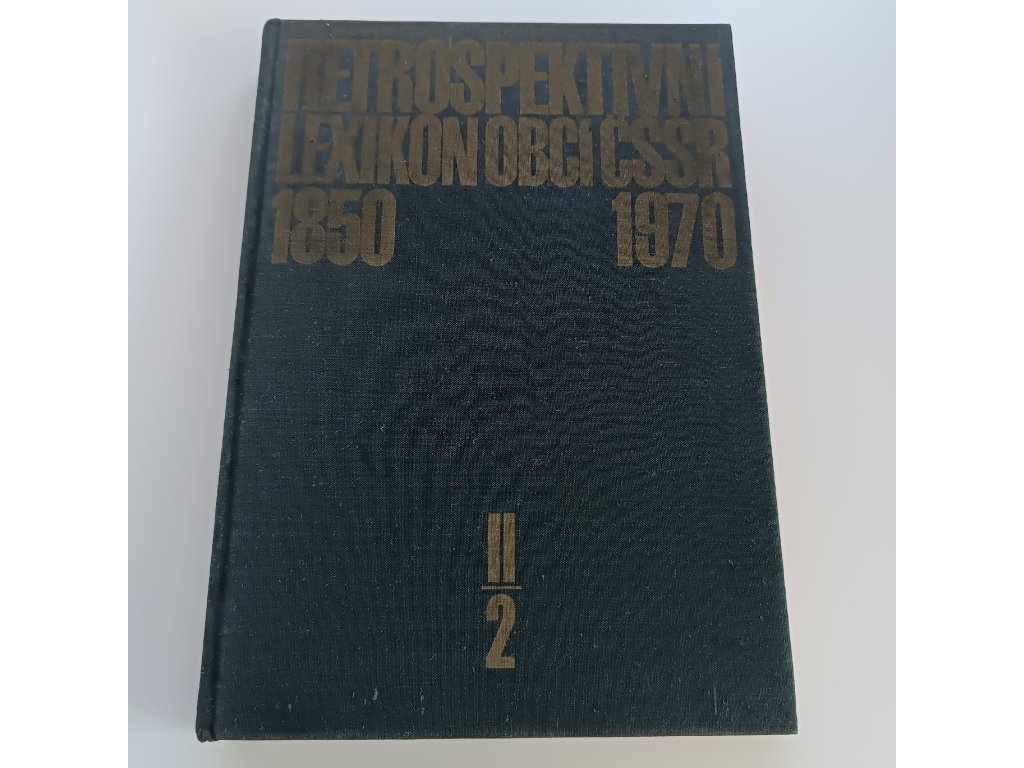 RETROSPEKTIVNÍ
LEXIKON OBCÍ ČSSR
1850 1970
II
2